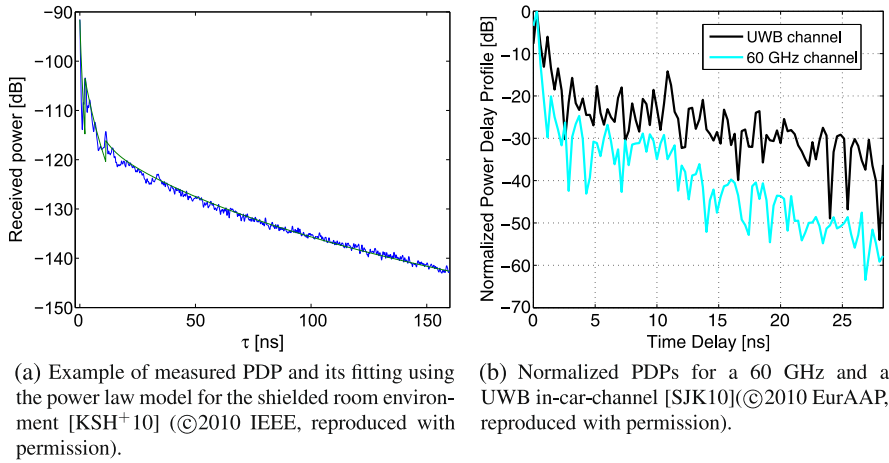 −90
−100
−110
−120
−130
−140
−150
0
50
100
150
Received power [dB]
τ [ns]
0
−10
−20
−30
−40
−50
−60
−70
0
5
10
15
20
25
Normalized Power Delay Profile [dB]
Time Delay [ns]
UWB channel
60 GHz channel
(a) Example of measured PDP and its fitting using
the power law model for the shielded room environ-
ment [KSH+10] (©2010 IEEE, reproduced with
permission).
(b) Normalized PDPs for a 60 GHz and a
UWB in-car-channel [SJK10](©2010 EurAAP,
reproduced with permission).